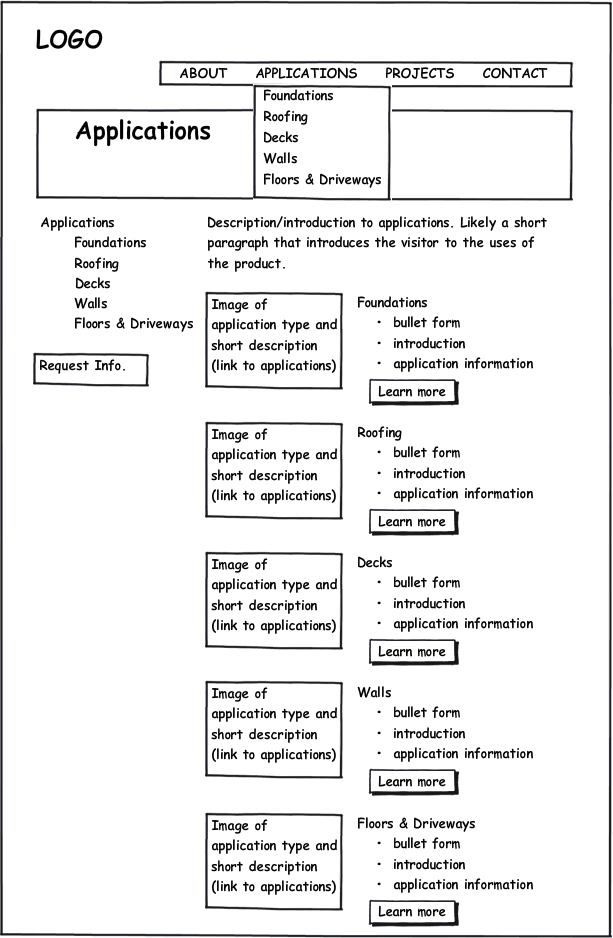 LOGO
ABOUT APPLICATIONS PROJECTS CONTACT
Foundations
Roofing
Decks
Walls
Floors & Driveways
Applications
Applications
Foundations
Roofing
Decks
Walls
Floors & Driveways
Request Info.
Description/introduction to applications. Likely a short
paragraph that introduces the visitor to the uses of
the product.
Image of
application type and
short description
(link to applications)
Foundations
• bullet form
• introduction
• application information
Learn more
Image of
application type and
short description
(link to applications)
Roofing
• bullet form
• introduction
• application information
Learn more
Image of
application type and
short description
(link to applications)
Decks
• bullet form
• introduction
• application information
Learn more
Image of
application type and
short description
(link to applications)
Walls
• bullet form
• introduction
• application information
Learn more
Image of
application type and
short description
(link to applications)
Floors & Driveways
• bullet form
• introduction
• application information
Learn more